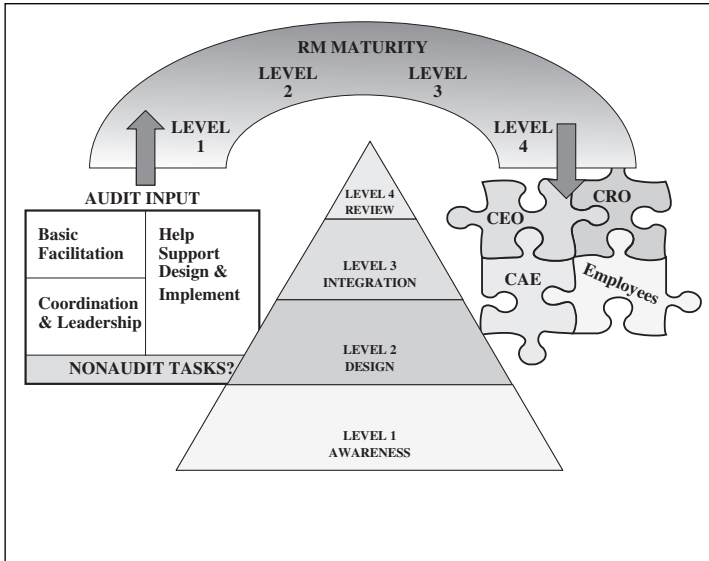 RM MATURITY
LEVEL
1
LEVEL
2
LEVEL
3
LEVEL
4
AUDIT INPUT
Basic
Facilitation
Coordination
& Leadership
Help
Support
Design &
Implement
NONAUDIT TASKS?
LEVEL 4
REVIEW
LEVEL 3
INTEGRATION
LEVEL 2
DESIGN
LEVEL 1
AWARENESS
CEO
CRO
CAE
Employees